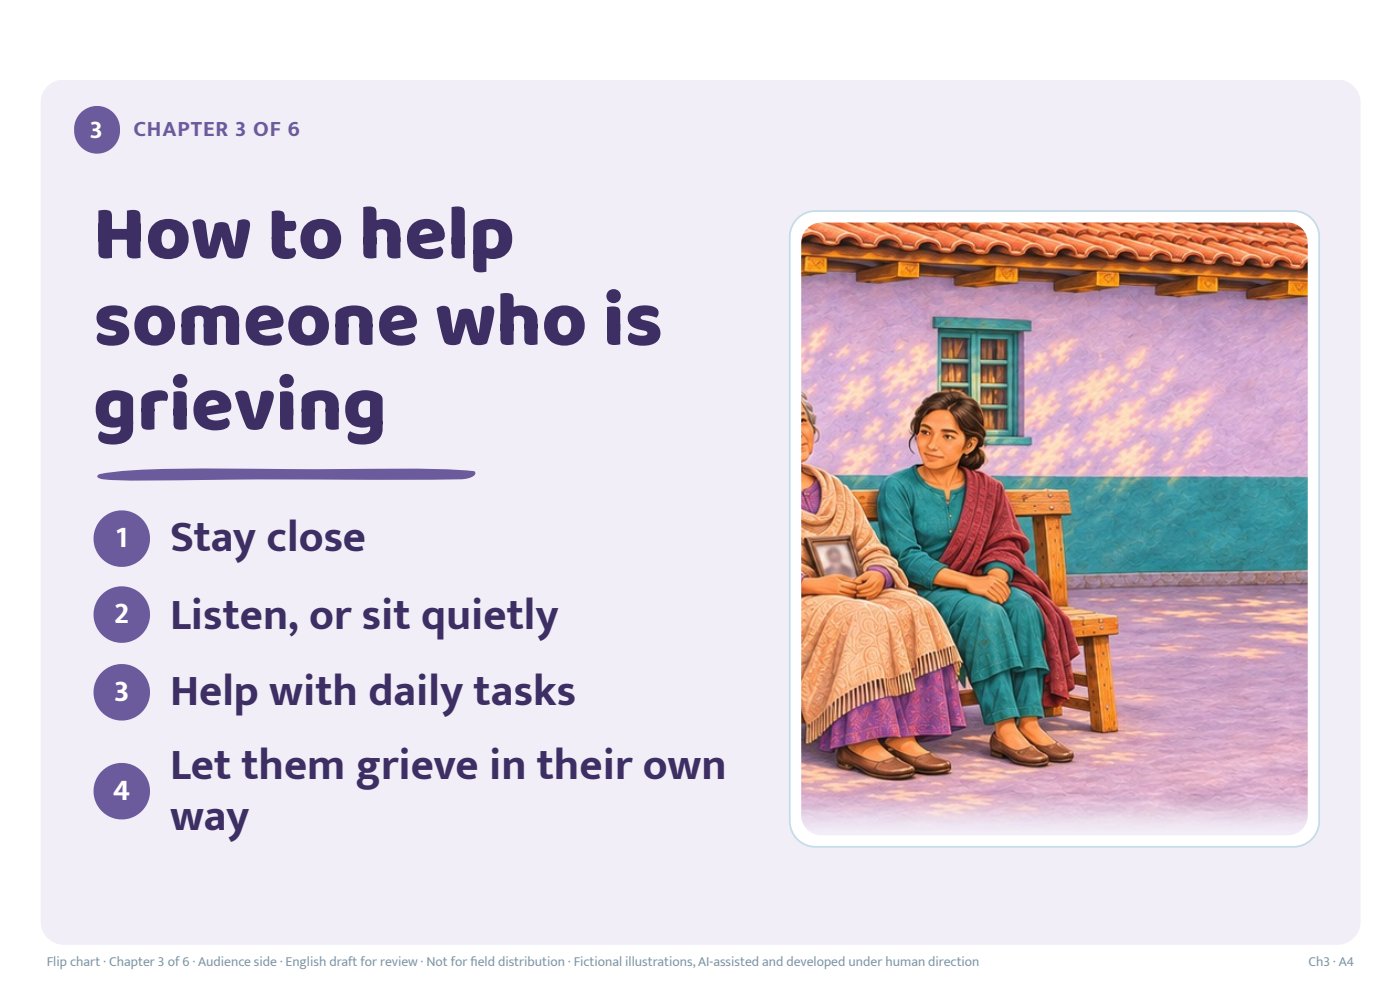 3 CHAPTER 3 OF 6
How to help
someone who is
grieving
1 Stay close
2 Listen, or sit quietly
3 Help with daily tasks
4 Let them grieve in their own
way
Flip chart · Chapter 3 of 6 · Audience side · English draft for review · Not for field distribution · Fictional illustrations, AI-assisted and developed under human direction
Ch3 · A4